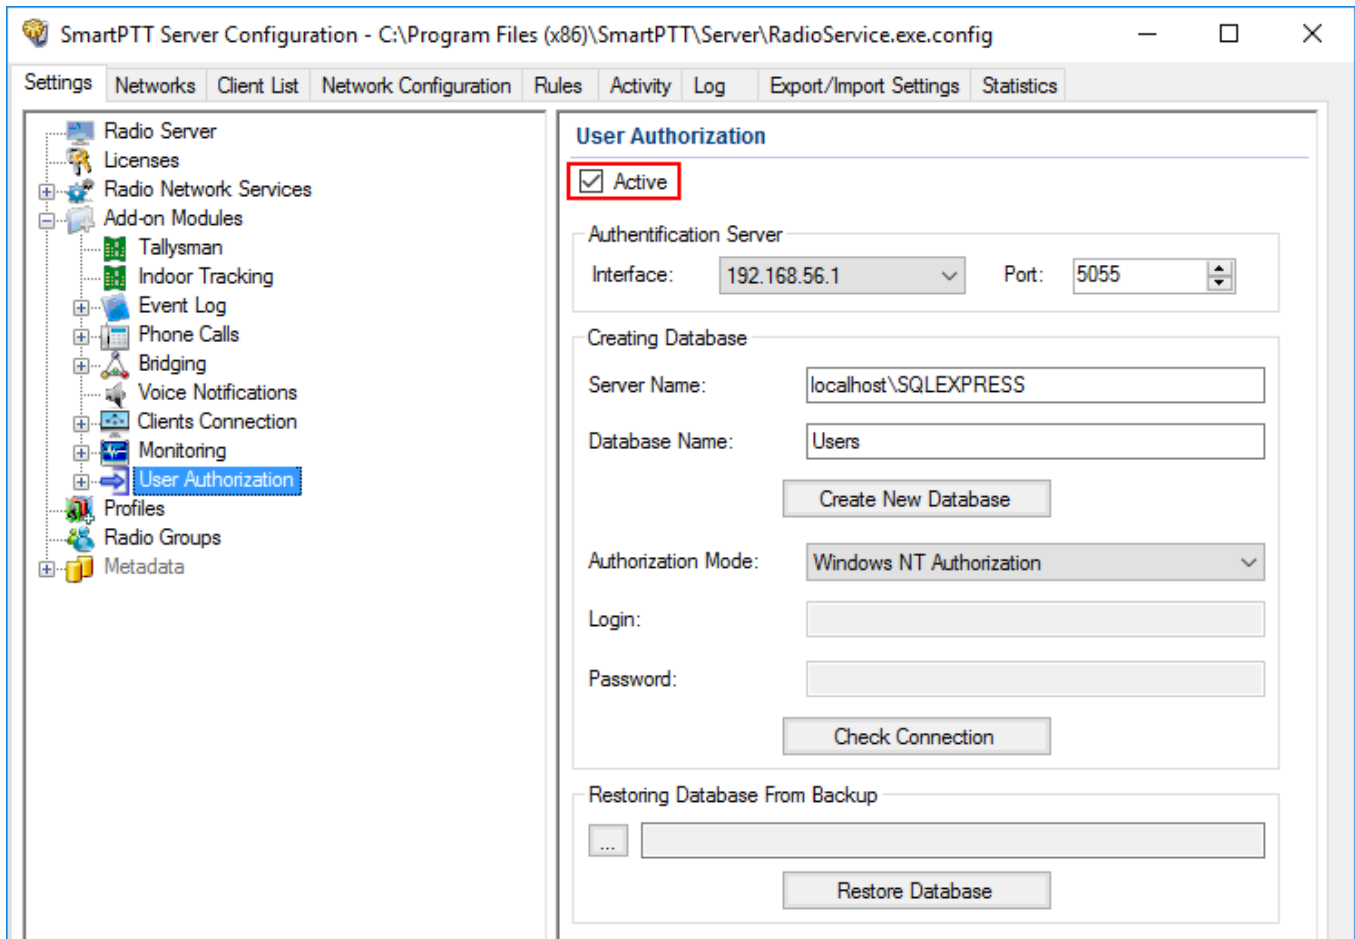 SmartPTT Server Configuration - C:\Program Files (x86)\SmartPTT\Server\RadioService.exe.config
Settings Networks Client List Network Configuration Rules Activity Log Export/Import Settings Statistics
Radio Server
Licenses
Radio Network Services
Add-on Modules
Tallysman
Indoor Tracking
Event Log
Phone Calls
Bridging
Voice Notifications
Clients Connection
Monitoring
User Authorization
Profiles
Radio Groups
Metadata
User Authorization
Active
Authentification Server
Interface: 192.168.56.1 Port: 5055
Creating Database
Server Name: localhost\SQLEXPRESS
Database Name: Users
Create New Database
Authorization Mode: Windows NT Authorization
Login:
Password:
Check Connection
Restoring Database From Backup
...
Restore Database